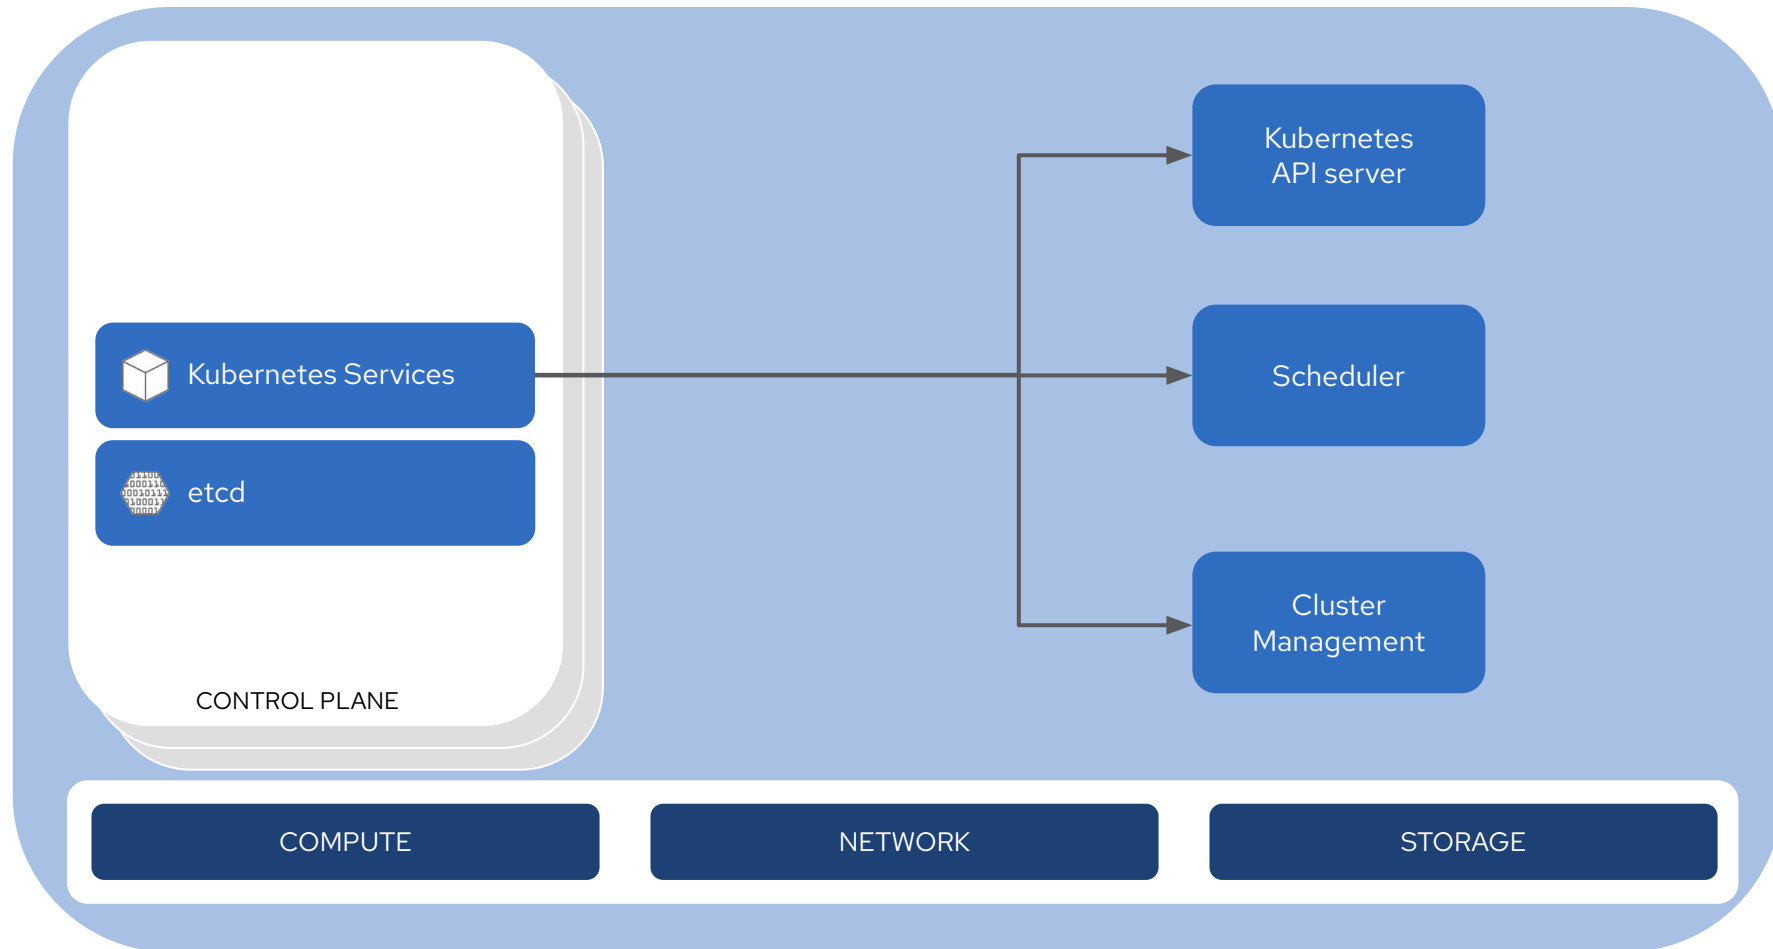 Kubernetes
API server
Kubernetes Services
Scheduler
etcd
Cluster
Management
CONTROL PLANE
COMPUTE
NETWORK
STORAGE